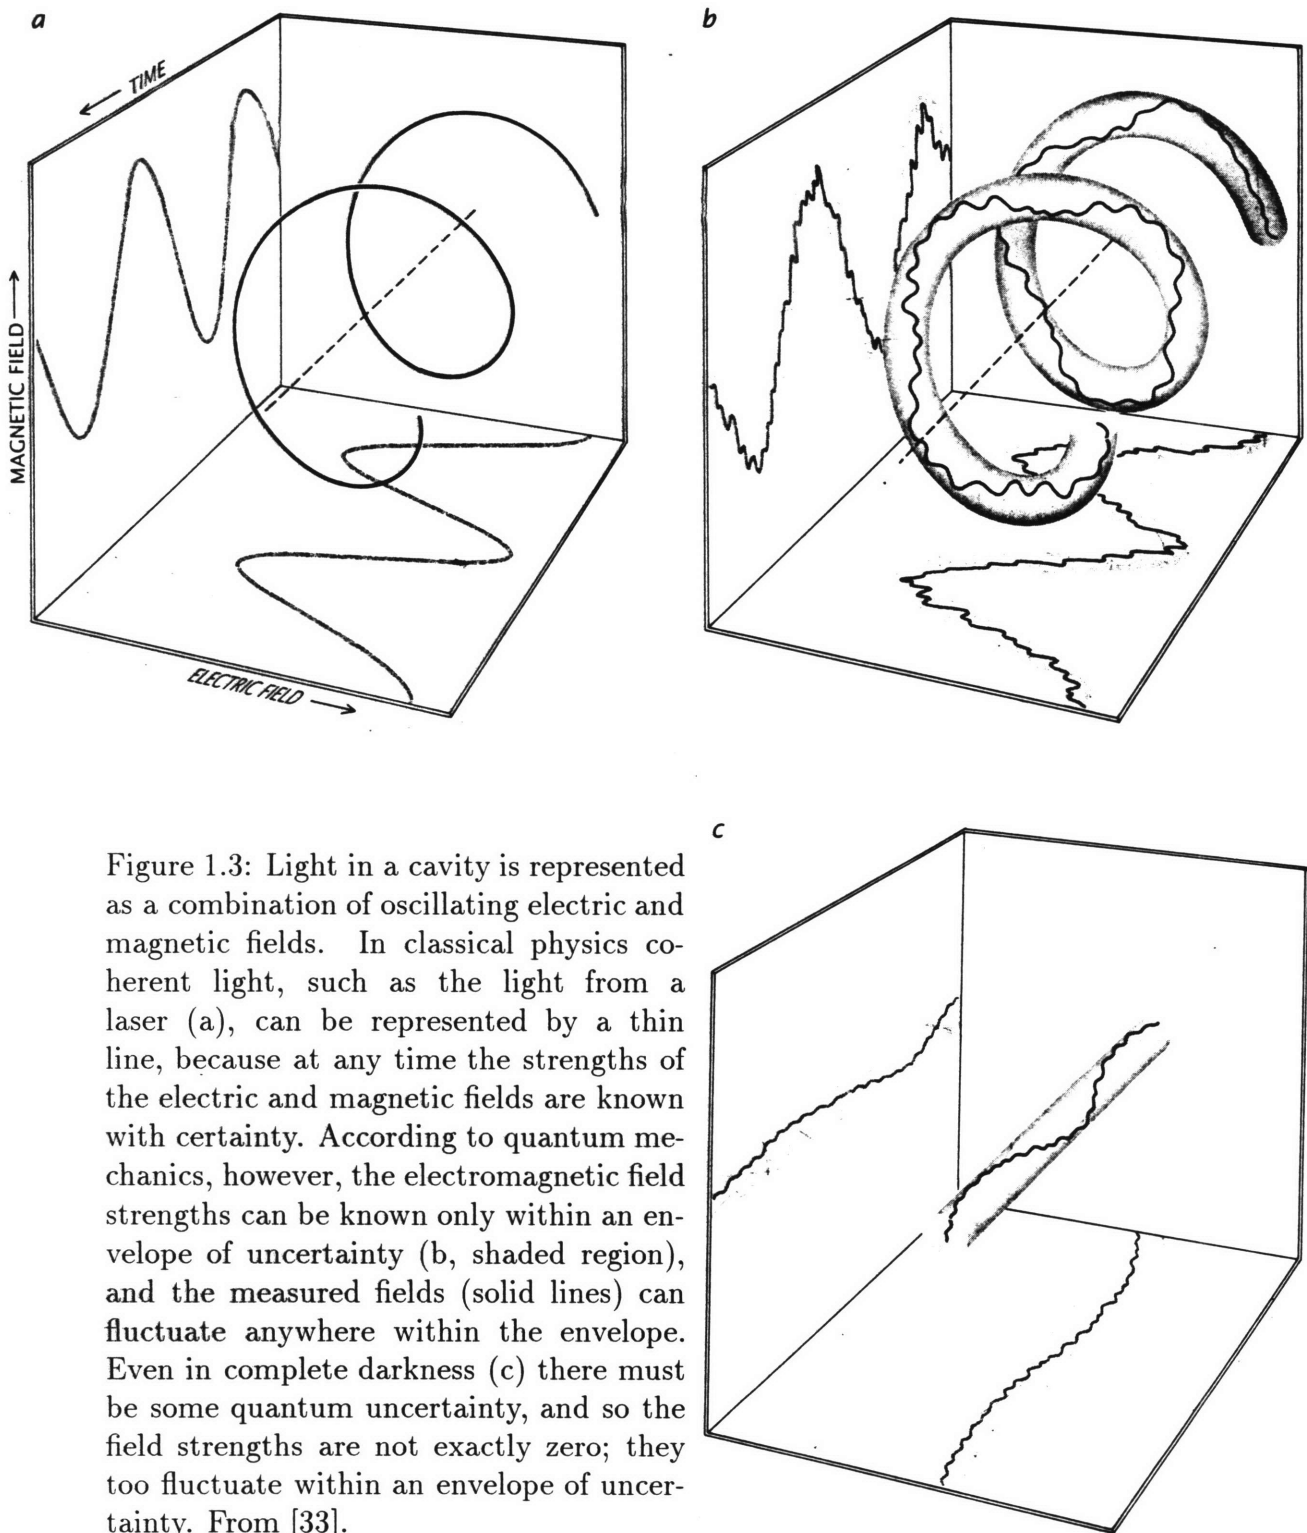 a
b
← TIME
MAGNETIC FIELD →
ELECTRIC FIELD →
c
Figure 1.3: Light in a cavity is represented
as a combination of oscillating electric and
magnetic fields. In classical physics co-
herent light, such as the light from a
laser (a), can be represented by a thin
line, because at any time the strengths of
the electric and magnetic fields are known
with certainty. According to quantum me-
chanics, however, the electromagnetic field
strengths can be known only within an en-
velope of uncertainty (b, shaded region),
and the measured fields (solid lines) can
fluctuate anywhere within the envelope.
Even in complete darkness (c) there must
be some quantum uncertainty, and so the
field strengths are not exactly zero; they
too fluctuate within an envelope of uncer-
tainty. From [33].